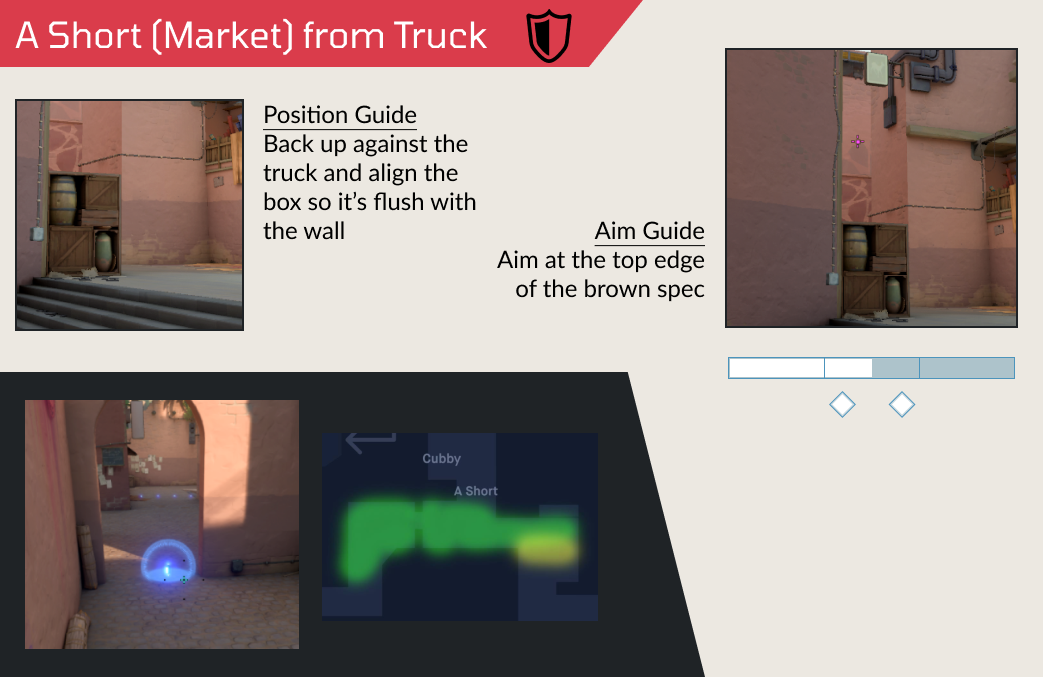 A Short (Market) from Truck
Position Guide
Back up against the
truck and align the
box so it’s flush with
the wall
Aim Guide
Aim at the top edge
of the brown spec
Cubby
A Short